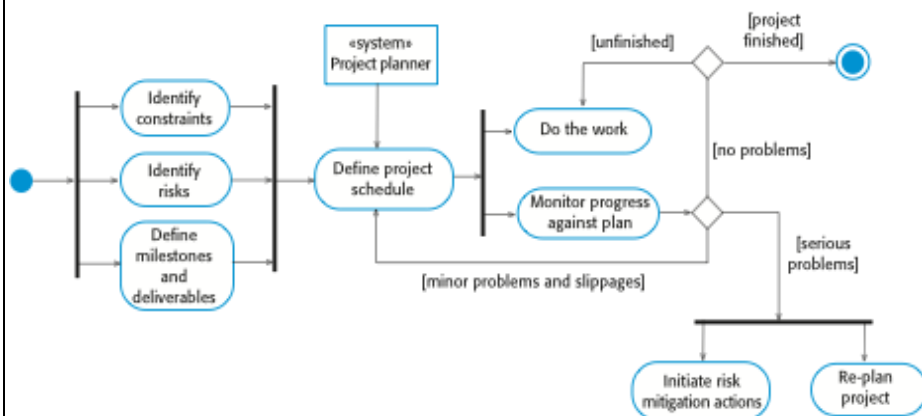 «system»
Project planner
[unfinished]
[project
finished]
Identify
constraints
Do the work
[no problems]
Identify
risks
Define project
schedule
Monitor progress
against plan
Define
milestones
and
deliverables
[serious
problems]
[minor problems and slippages]
Initiate risk
mitigation actions
Re-plan
project